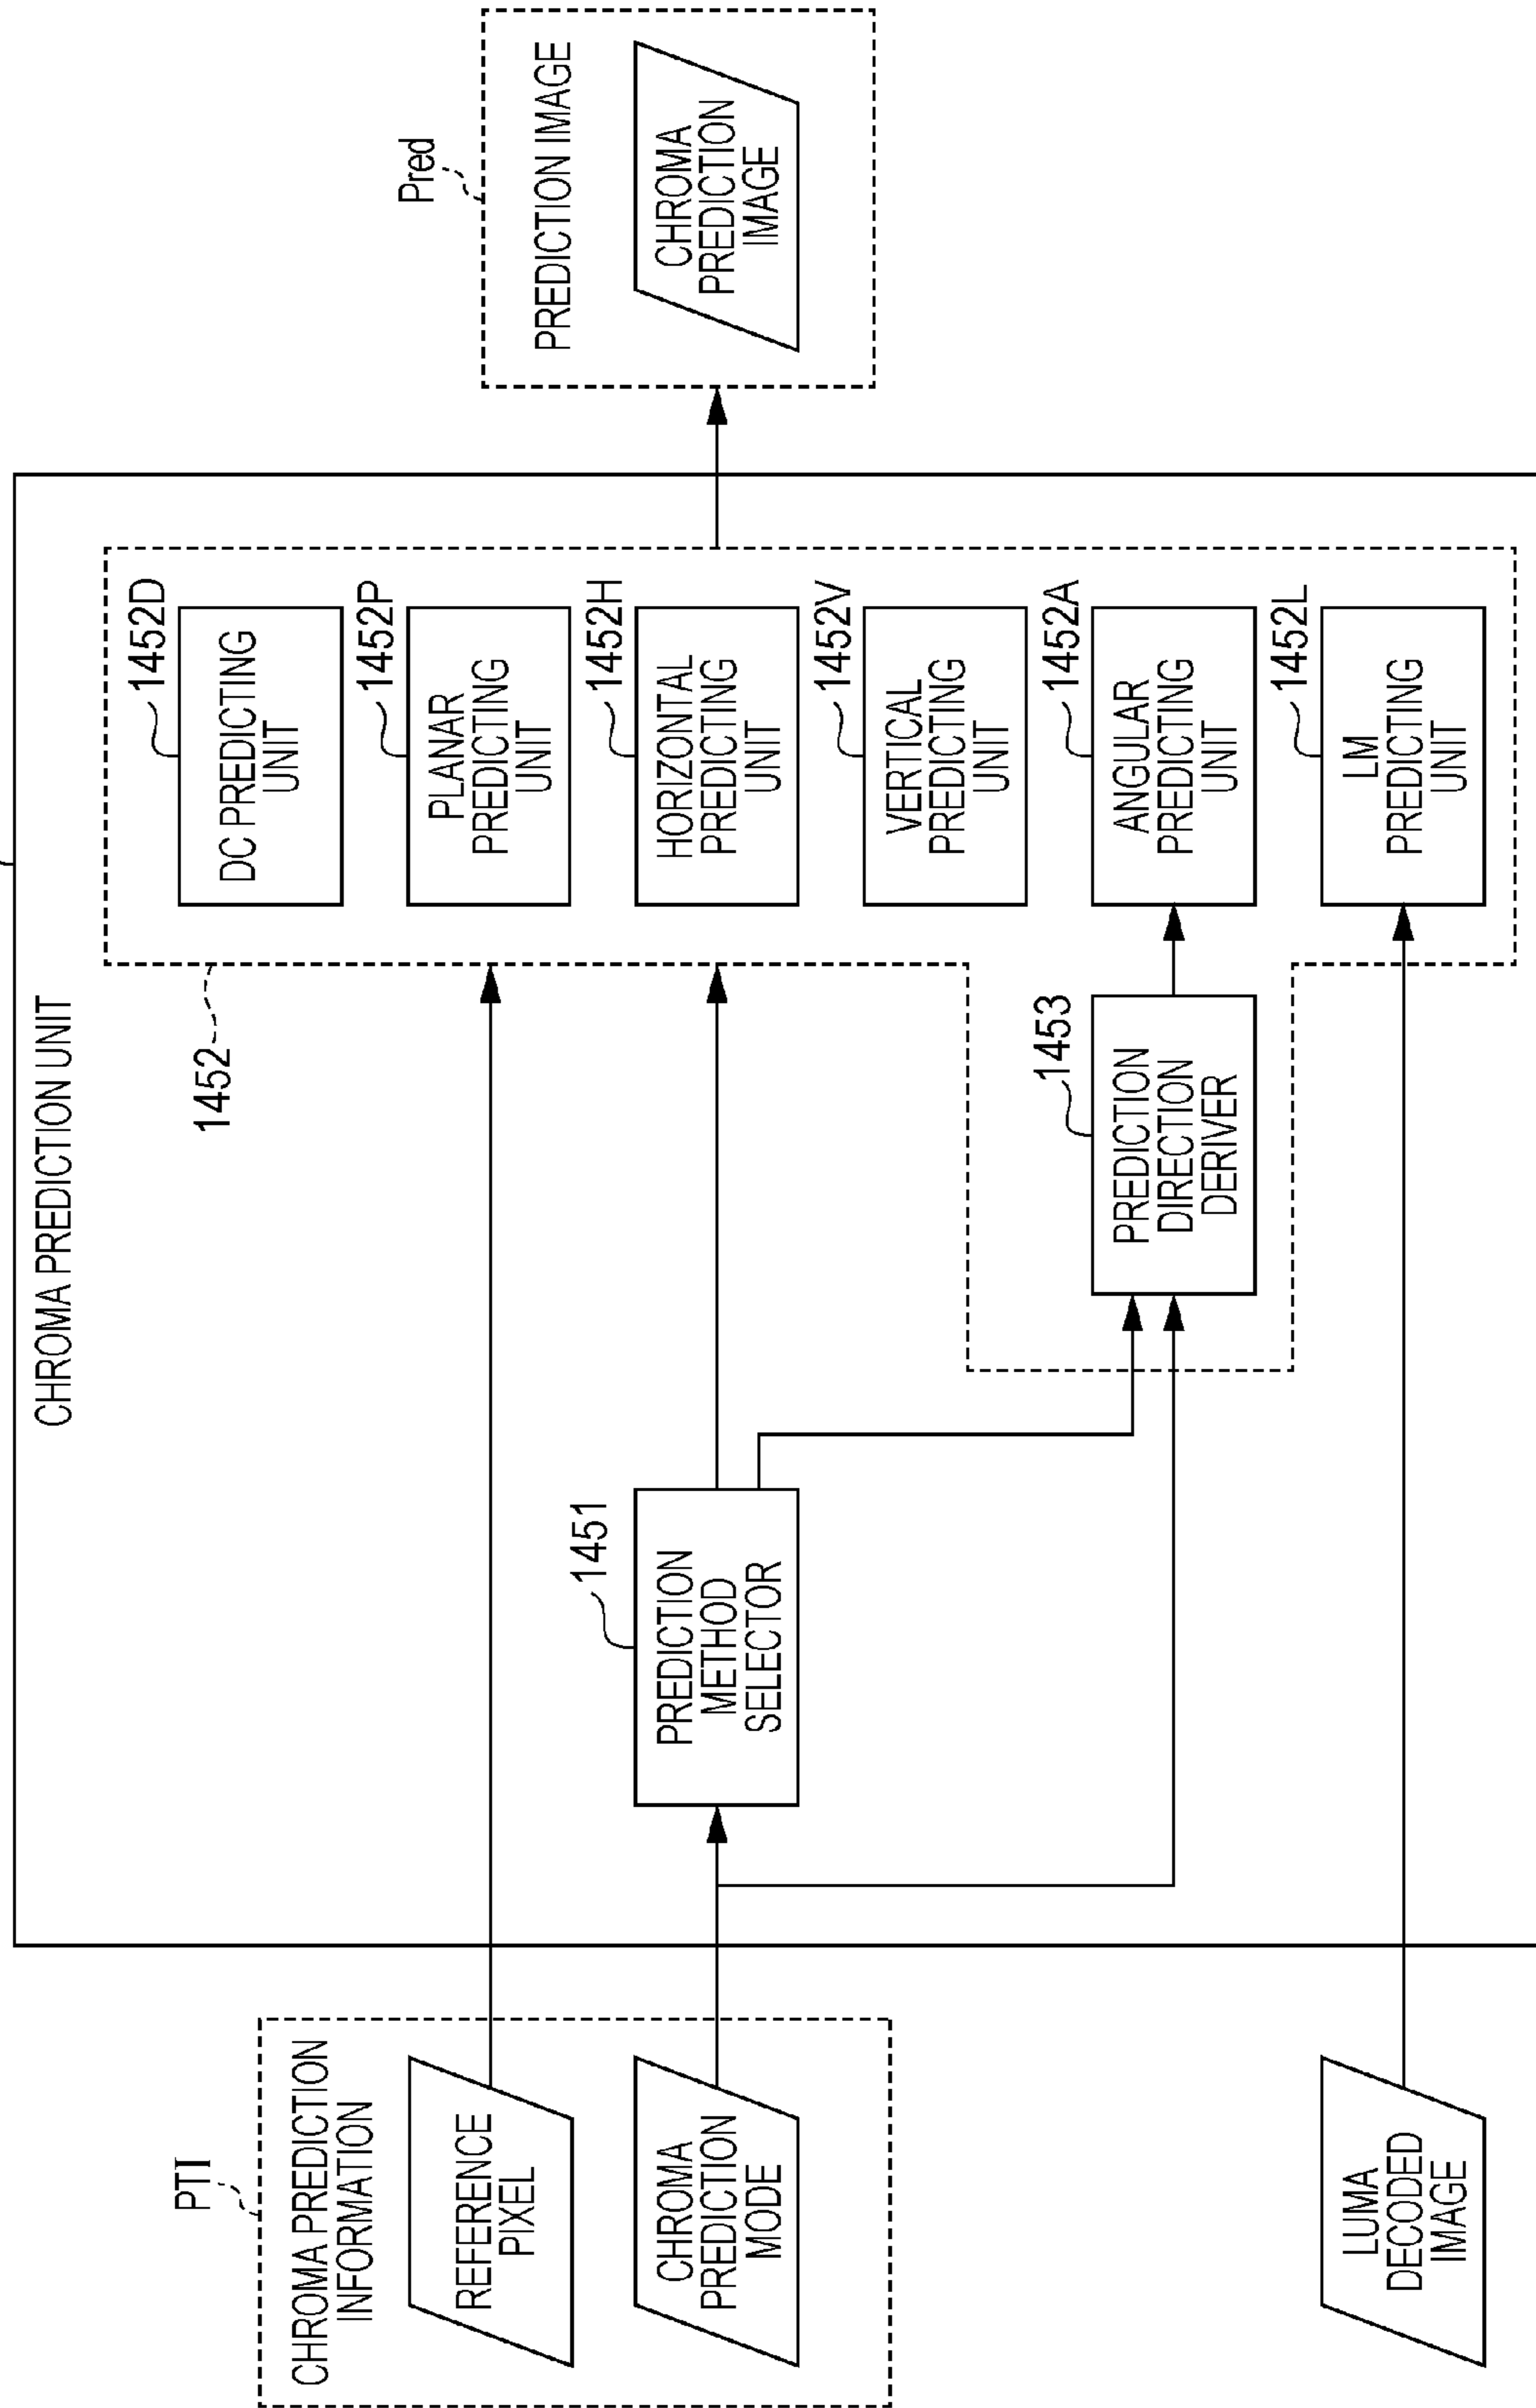 CHROMA PREDICTION UNIT
PTI
CHROMA PREDICTION
INFORMATION
REFERENCE
PIXEL
CHROMA
PREDICTION
MODE
LUMA
DECODED
IMAGE
1451
PREDICTION
METHOD
SELECTOR
1452
1453
PREDICTION
DIRECTION
DERIVER
1452D
DC PREDICTING
UNIT
1452P
PLANAR
PREDICTING
UNIT
1452H
HORIZONTAL
PREDICTING
UNIT
1452V
VERTICAL
PREDICTING
UNIT
1452A
ANGULAR
PREDICTING
UNIT
1452L
LM
PREDICTING
UNIT
Pred
PREDICTION IMAGE
CHROMA
PREDICTION
IMAGE